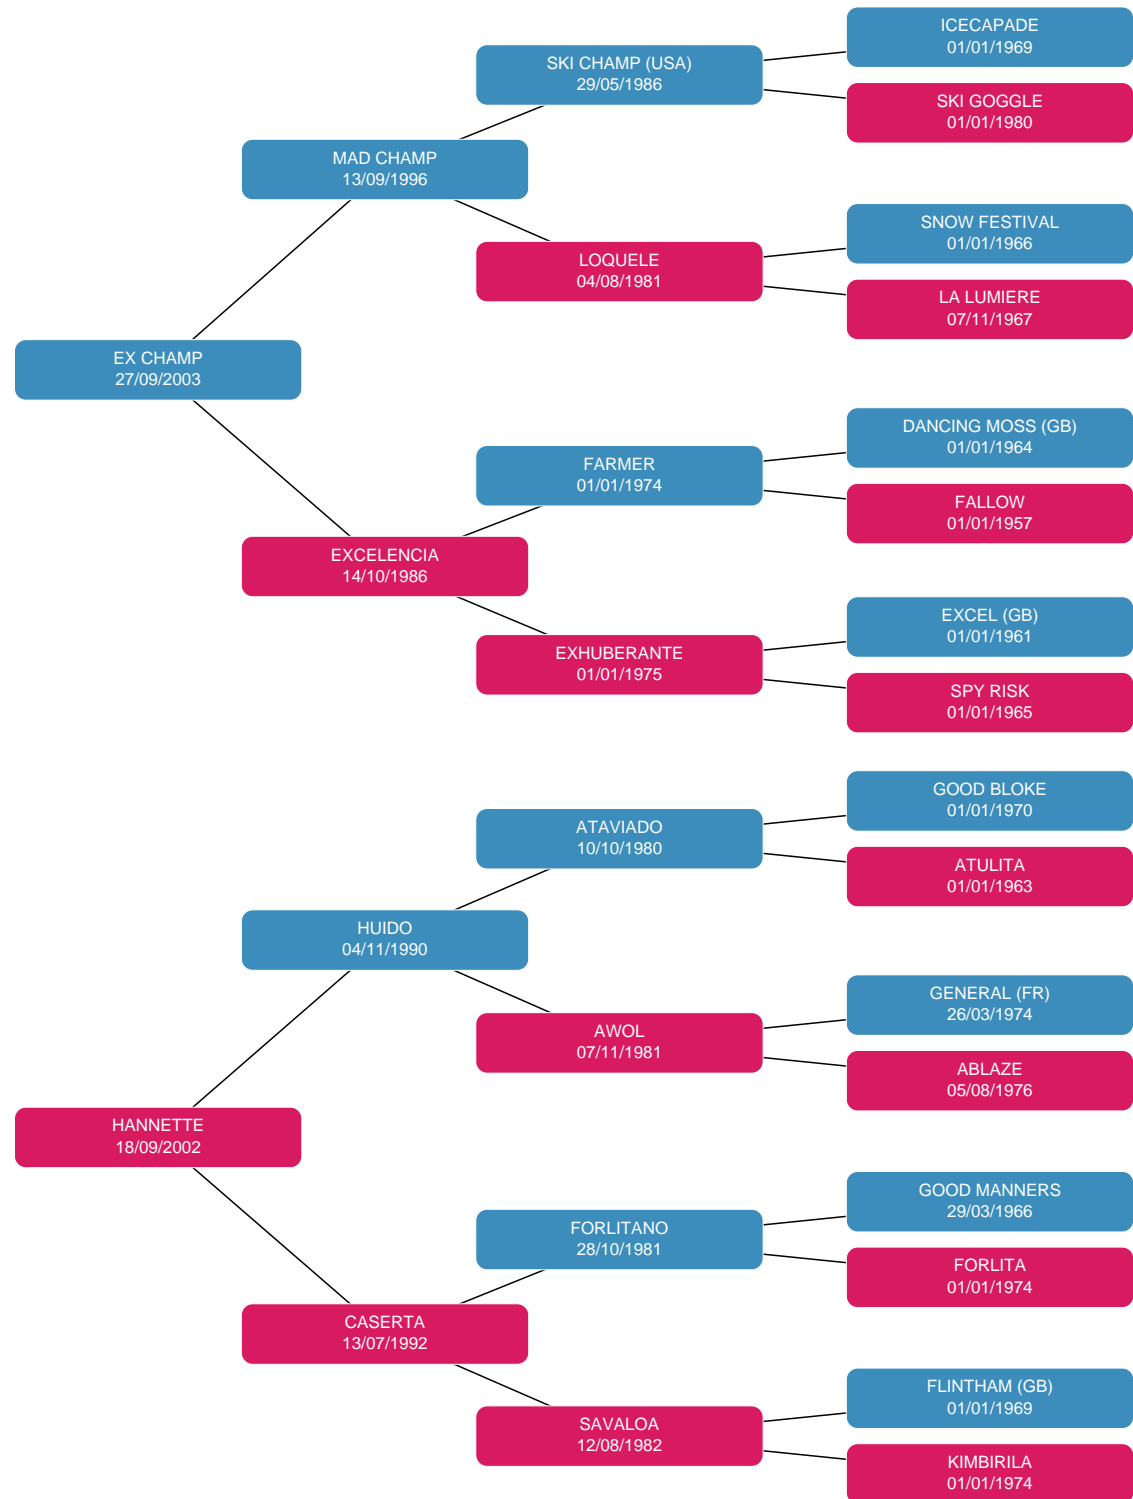 ICECAPADE
01/01/1969
SKI CHAMP (USA)
29/05/1986
SKI GOGGLE
01/01/1980
MAD CHAMP
13/09/1996
SNOW FESTIVAL
01/01/1966
LOQUELE
04/08/1981
LA LUMIERE
07/11/1967
EX CHAMP
27/09/2003
DANCING MOSS (GB)
01/01/1964
FARMER
01/01/1974
FALLOW
01/01/1957
EXCELENCIA
14/10/1986
EXCEL (GB)
01/01/1961
EXHUBERANTE
01/01/1975
SPY RISK
01/01/1965
GOOD BLOKE
01/01/1970
ATAVIADO
10/10/1980
ATULITA
01/01/1963
HUIDO
04/11/1990
GENERAL (FR)
26/03/1974
AWOL
07/11/1981
ABLAZE
05/08/1976
HANNETTE
18/09/2002
GOOD MANNERS
29/03/1966
FORLITANO
28/10/1981
FORLITA
01/01/1974
CASERTA
13/07/1992
FLINTHAM (GB)
01/01/1969
SAVALOA
12/08/1982
KIMBIRILA
01/01/1974